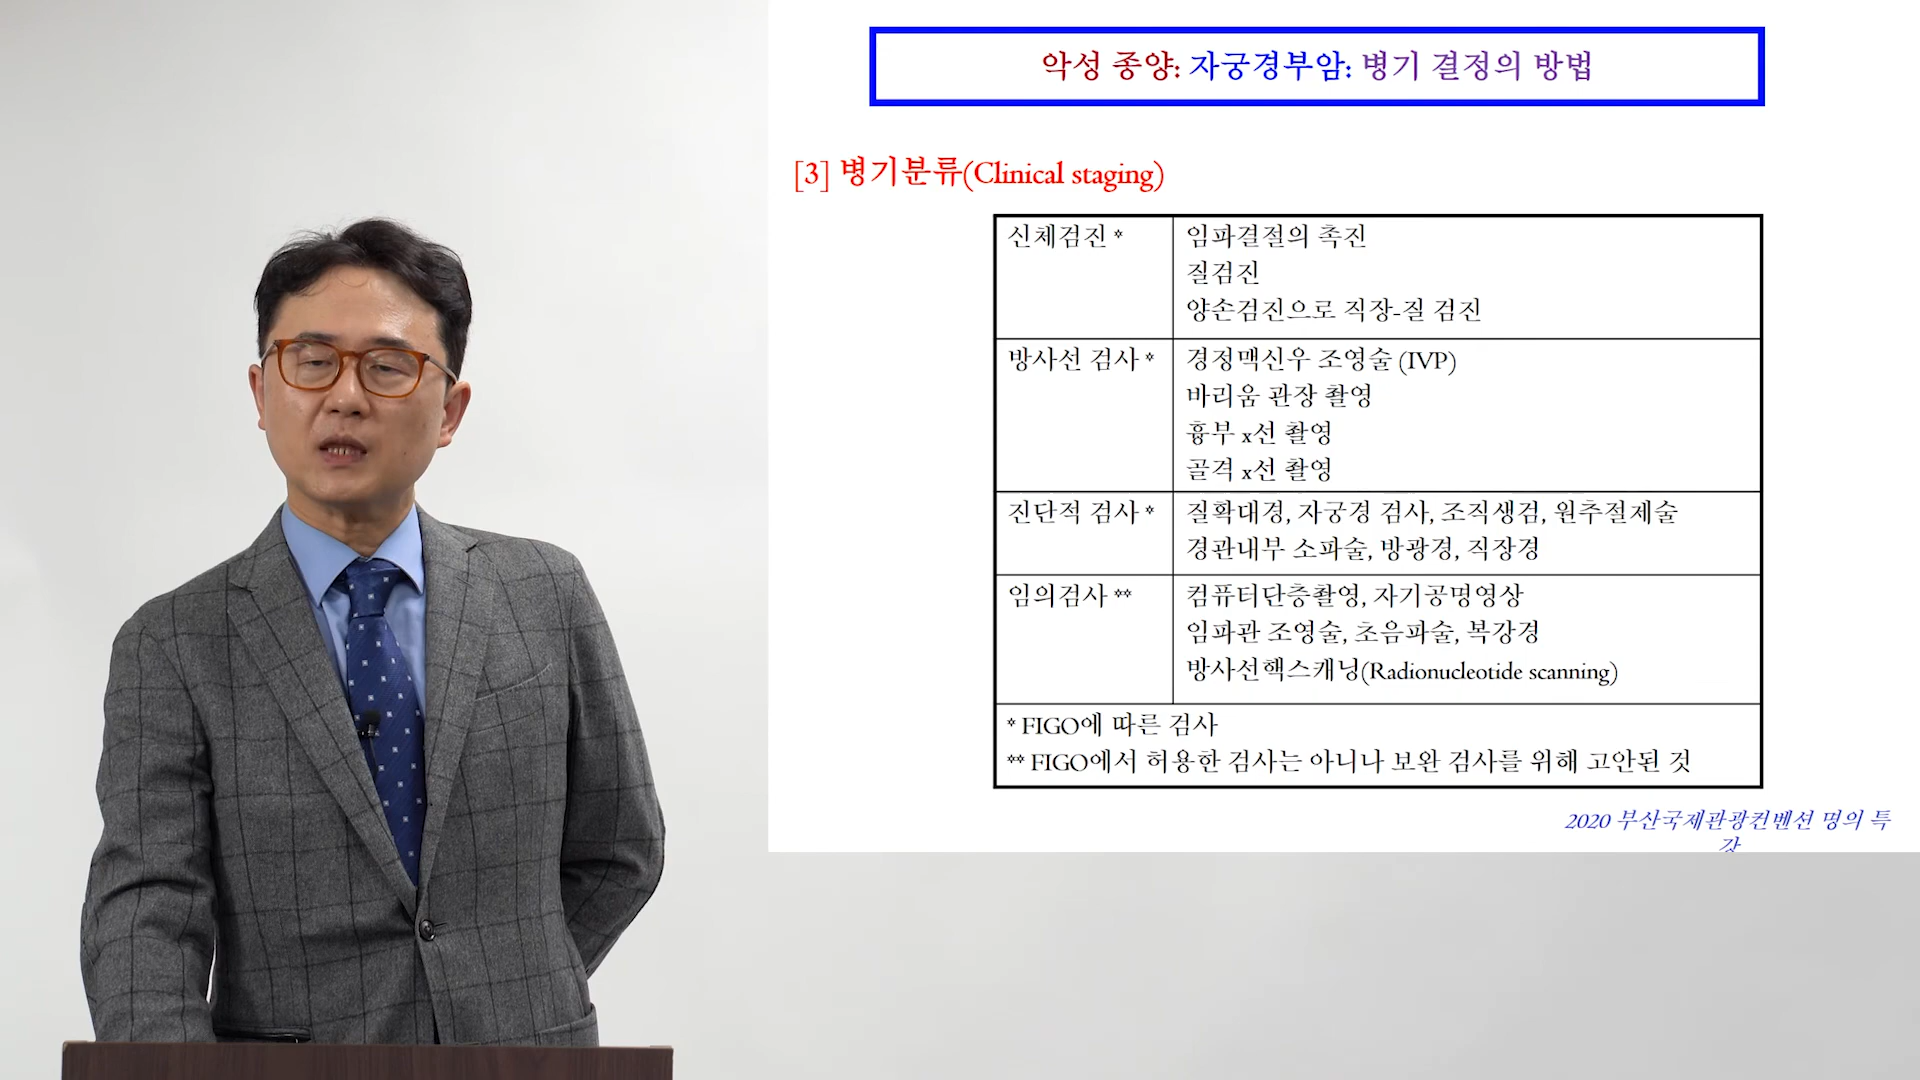 악성 종양: 자궁경부암: 병기 결정의 방법
[3] 병기분류(Clinical staging)
신체검진 *
임파결절의 촉진
질검진
양손검진으로 직장-질 검진
방사선 검사 *
경정맥신우 조영술 (IVP)
바리움 관장 촬영
흉부 x선 촬영
골격 x선 촬영
진단적 검사 *
질확대경, 자궁경 검사, 조직생검, 원추절제술
경관내부 소파술, 방광경, 직장경
임의검사 **
컴퓨터단층촬영, 자기공명영상
임파관 조영술, 초음파술, 복강경
방사선핵스캐닝(Radionucleotide scanning)
* FIGO에 따른 검사
** FIGO에서 허용한 검사는 아니나 보완 검사를 위해 고안된 것
2020 부산국제관광컨벤션 명의 특
강